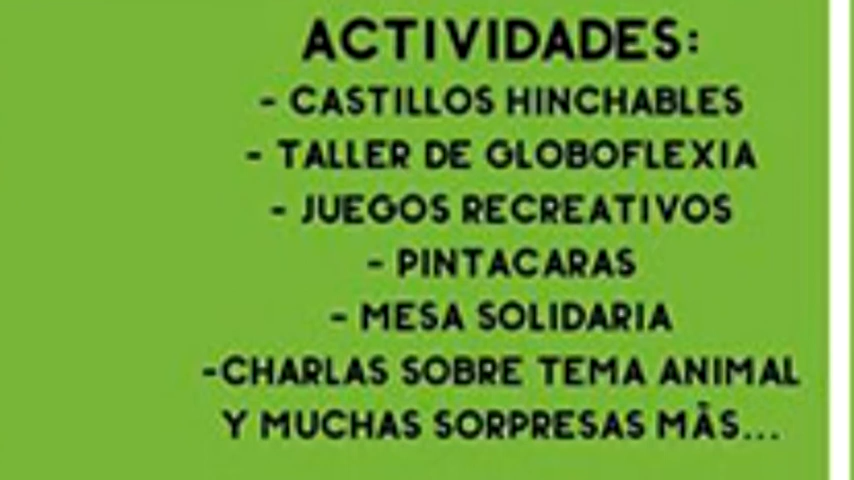 ACTIVIDADES:
- CASTILLOS HINCHABLES
- TALLER DE GLOBOFLEXIA
- JUEGOS RECREATIVOS
- PINTACARAS
- MESA SOLIDARIA
-CHARLAS SOBRE TEMA ANIMAL
Y MUCHAS SORPRESAS MÁS...